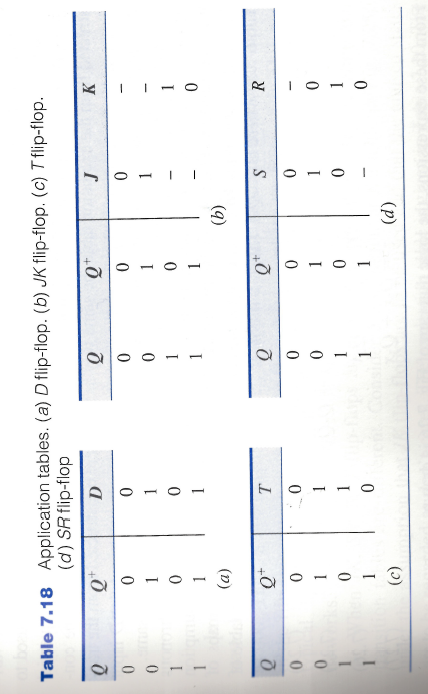 Table 7.18 Application tables. (a) D flip-flop. (b) JK flip-flop. (c) T flip-flop.
(d) SR flip-flop
Q Q+ D
0 0 0
0 1 1
1 0 0
1 1 1
(a)
Q Q+ J K
0 0 0 –
0 1 1 –
1 0 – 1
1 1 – 0
(b)
Q Q+ T
0 0 0
0 1 1
1 0 1
1 1 0
(c)
Q Q+ S R
0 0 0 –
0 1 1 0
1 0 0 1
1 1 – 0
(d)